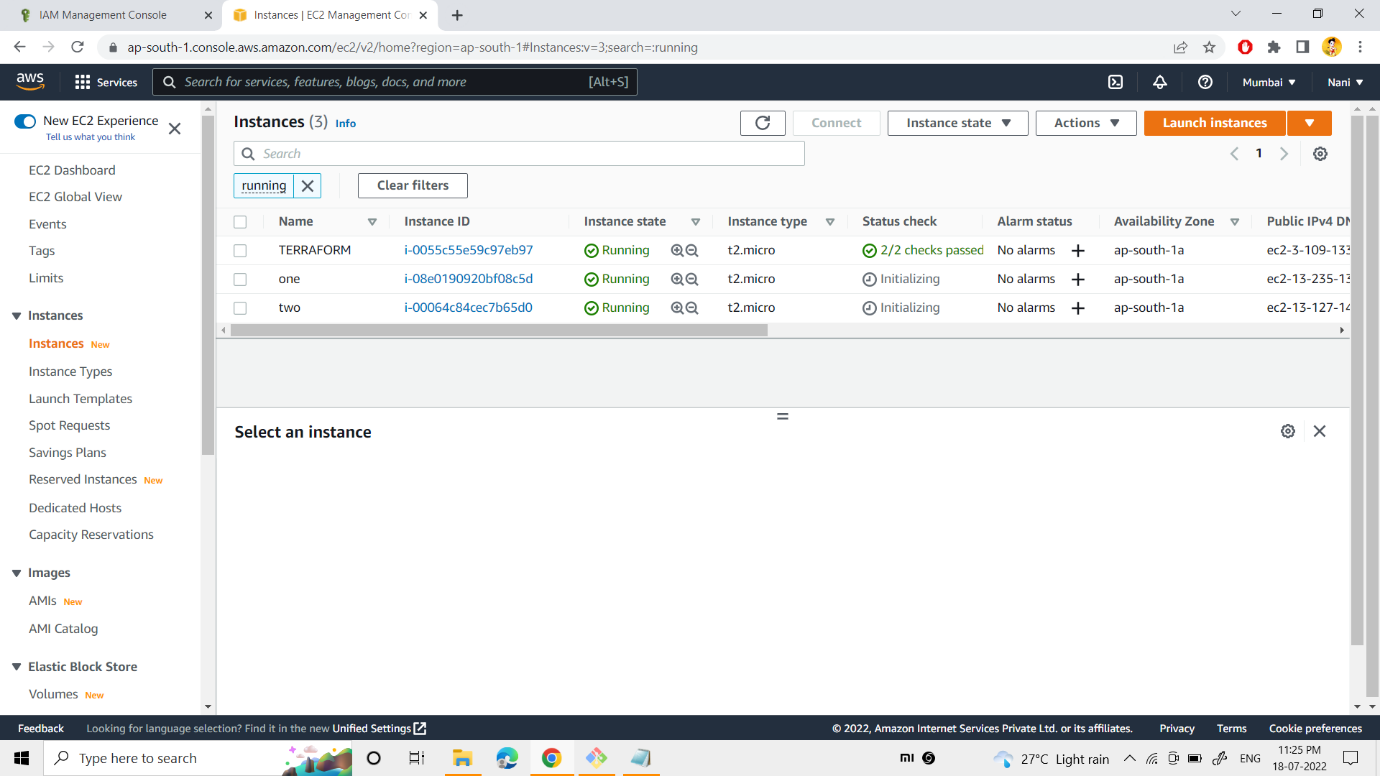 IAM Management Console
Instances | EC2 Management Con
ap-south-1.console.aws.amazon.com/ec2/v2/home?region=ap-south-1#Instances:v=3;search=:running
aws
Services
Search for services, features, blogs, docs, and more
[Alt+S]
Mumbai
Nani
New EC2 Experience
Tell us what you think
EC2 Dashboard
EC2 Global View
Events
Tags
Limits
Instances
Instances New
Instance Types
Launch Templates
Spot Requests
Savings Plans
Reserved Instances New
Dedicated Hosts
Capacity Reservations
Images
AMIs New
AMI Catalog
Elastic Block Store
Volumes New
Instances (3) Info
Connect
Instance state
Actions
Launch instances
Search
1
running
Clear filters
Name Instance ID Instance state Instance type Status check Alarm status Availability Zone Public IPv4 DN
TERRAFORM i-0055c55e59c97eb97 Running t2.micro 2/2 checks passed No alarms + ap-south-1a ec2-3-109-133
one i-08e0190920bf08c5d Running t2.micro Initializing No alarms + ap-south-1a ec2-13-235-13
two i-00064c84cec7b65d0 Running t2.micro Initializing No alarms + ap-south-1a ec2-13-127-14
Select an instance
Feedback Looking for language selection? Find it in the new Unified Settings © 2022, Amazon Internet Services Private Ltd. or its affiliates. Privacy Terms Cookie preferences
Type here to search
27°C Light rain
ENG
11:25 PM
18-07-2022